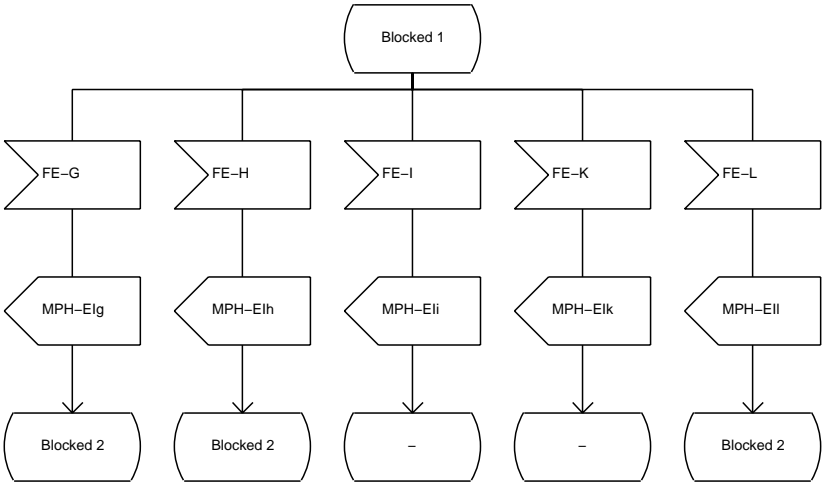 Blocked 1
FE−G
FE−H
FE−I
FE−K
FE−L
MPH−EIg
MPH−EIh
MPH−EIi
MPH−EIk
MPH−EIl
Blocked 2
Blocked 2
−
−
Blocked 2